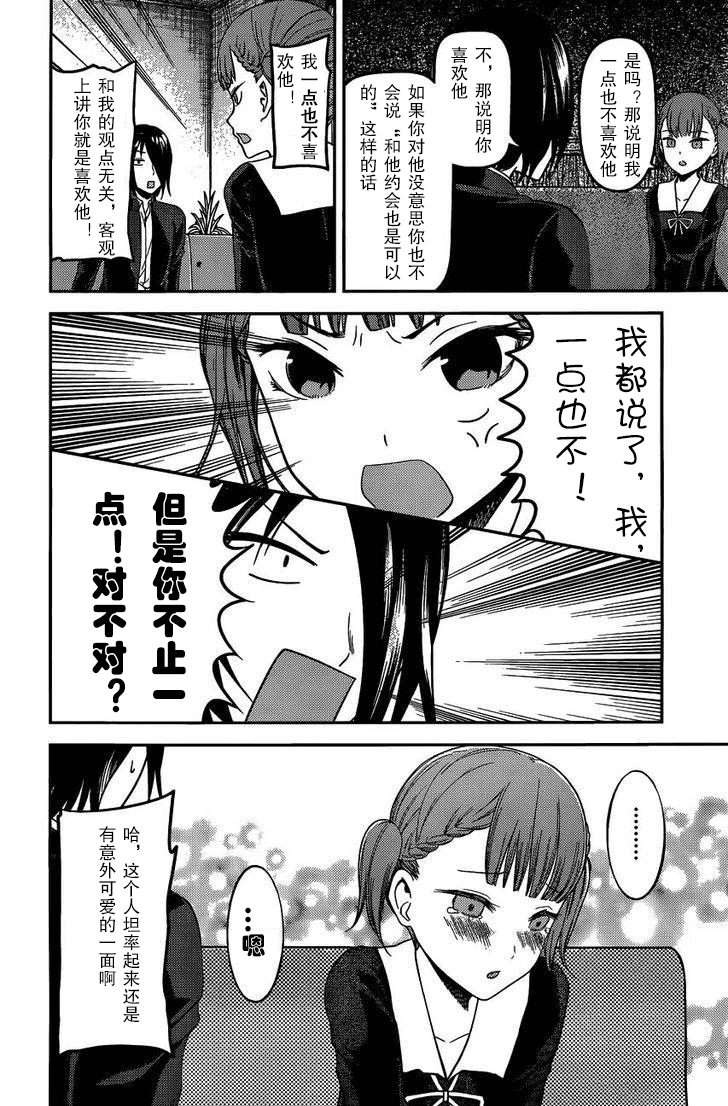 是吗？那说明我
一点也不喜欢他
不，那说明你
喜欢他
如果你对他没意思你也不
会说“和他约会也是可以
的”这样的话
我一点也不喜
欢他！
和我的观点无关，客观
上讲你就是喜欢他！
我都说了，我，
一点也不！
但是你不止一
点！对不对？
……
…嗯
哈，这个人坦率起来还是
有意外可爱的一面啊